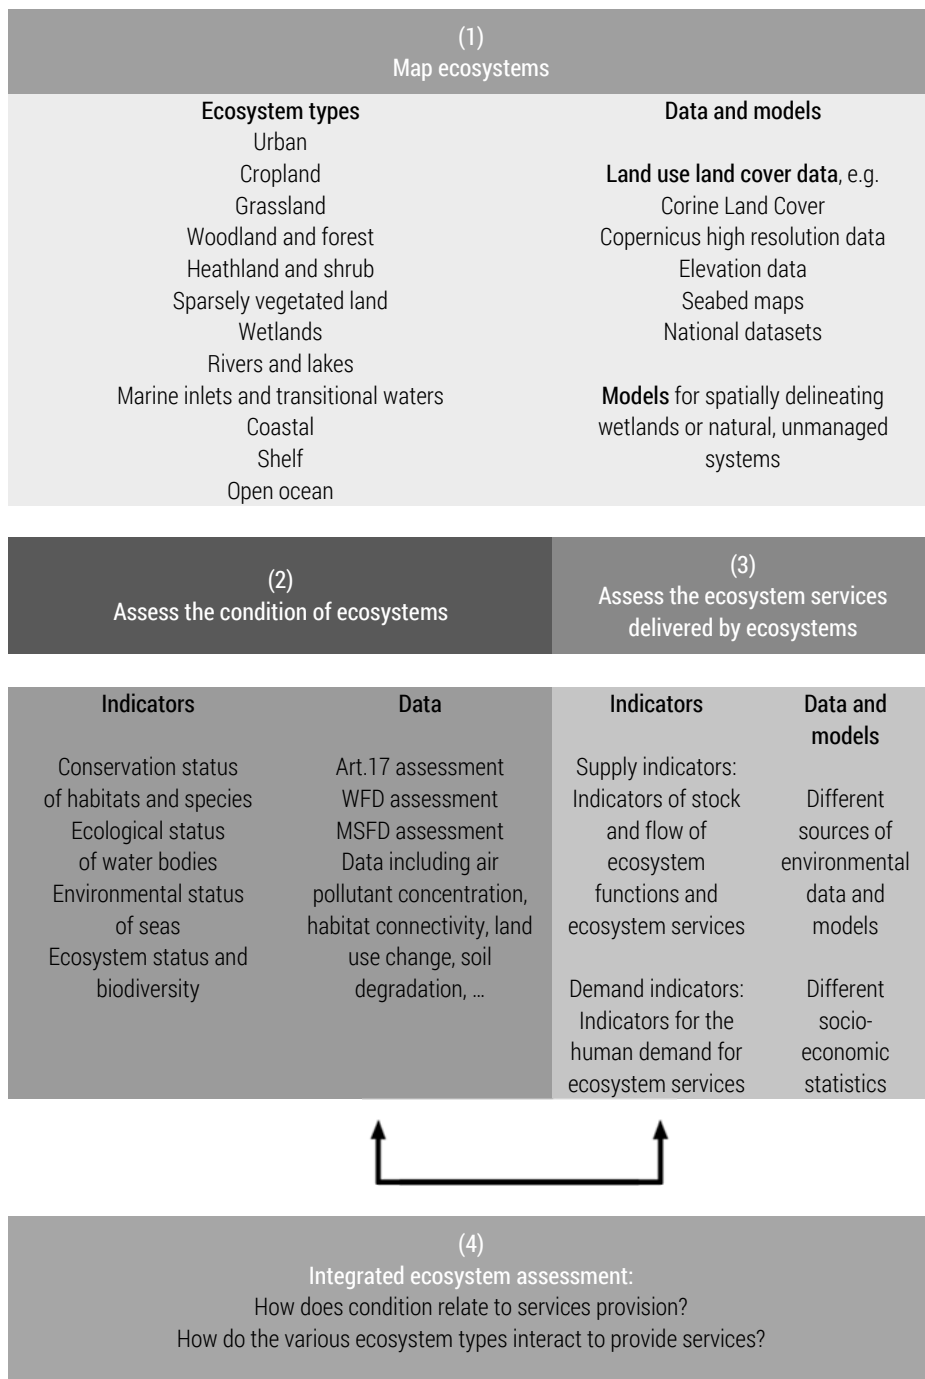 (1)
Map ecosystems
Ecosystem types
Urban
Cropland
Grassland
Woodland and forest
Heathland and shrub
Sparsely vegetated land
Wetlands
Rivers and lakes
Marine inlets and transitional waters
Coastal
Shelf
Open ocean
Data and models
Land use land cover data, e.g.
Corine Land Cover
Copernicus high resolution data
Elevation data
Seabed maps
National datasets
Models for spatially delineating
wetlands or natural, unmanaged
systems
(2)
Assess the condition of ecosystems
(3)
Assess the ecosystem services
delivered by ecosystems
Indicators
Conservation status
of habitats and species
Ecological status
of water bodies
Environmental status
of seas
Ecosystem status and
biodiversity
Data
Art.17 assessment
WFD assessment
MSFD assessment
Data including air
pollutant concentration,
habitat connectivity, land
use change, soil
degradation, ...
Indicators
Supply indicators:
Indicators of stock
and flow of
ecosystem
functions and
ecosystem services
Demand indicators:
Indicators for the
human demand for
ecosystem services
Data and
models
Different
sources of
environmental
data and
models
Different
socio-
economic
statistics
(4)
Integrated ecosystem assessment:
How does condition relate to services provision?
How do the various ecosystem types interact to provide services?